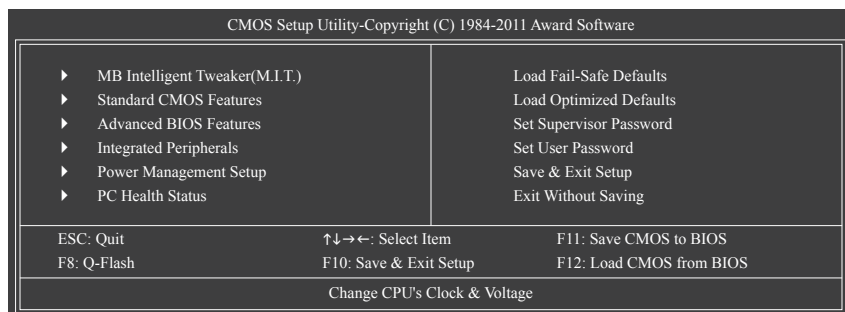 CMOS Setup Utility-Copyright (C) 1984-2011 Award Software
MB Intelligent Tweaker(M.I.T.)
Standard CMOS Features
Advanced BIOS Features
Integrated Peripherals
Power Management Setup
PC Health Status
Load Fail-Safe Defaults
Load Optimized Defaults
Set Supervisor Password
Set User Password
Save & Exit Setup
Exit Without Saving
ESC: Quit ↑↓→←: Select Item F11: Save CMOS to BIOS
F8: Q-Flash F10: Save & Exit Setup F12: Load CMOS from BIOS
Change CPU's Clock & Voltage